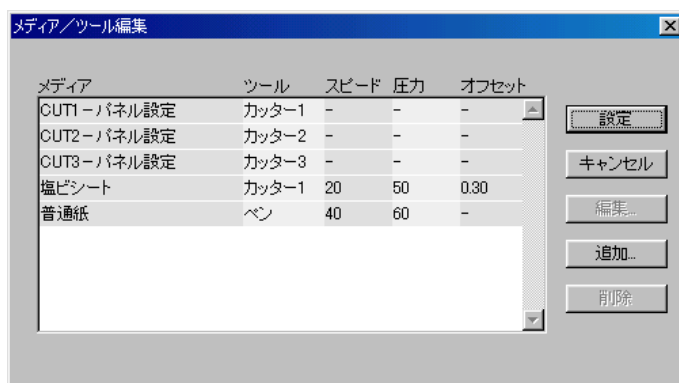 メディア／ツール編集
メディア ツール スピード 圧力 オフセット
CUT1－パネル設定 カッター1 - - -
CUT2－パネル設定 カッター2 - - -
CUT3－パネル設定 カッター3 - - -
塩ビシート カッター1 20 50 0.30
普通紙 ペン 40 60 -
設定
キャンセル
編集...
追加...
削除